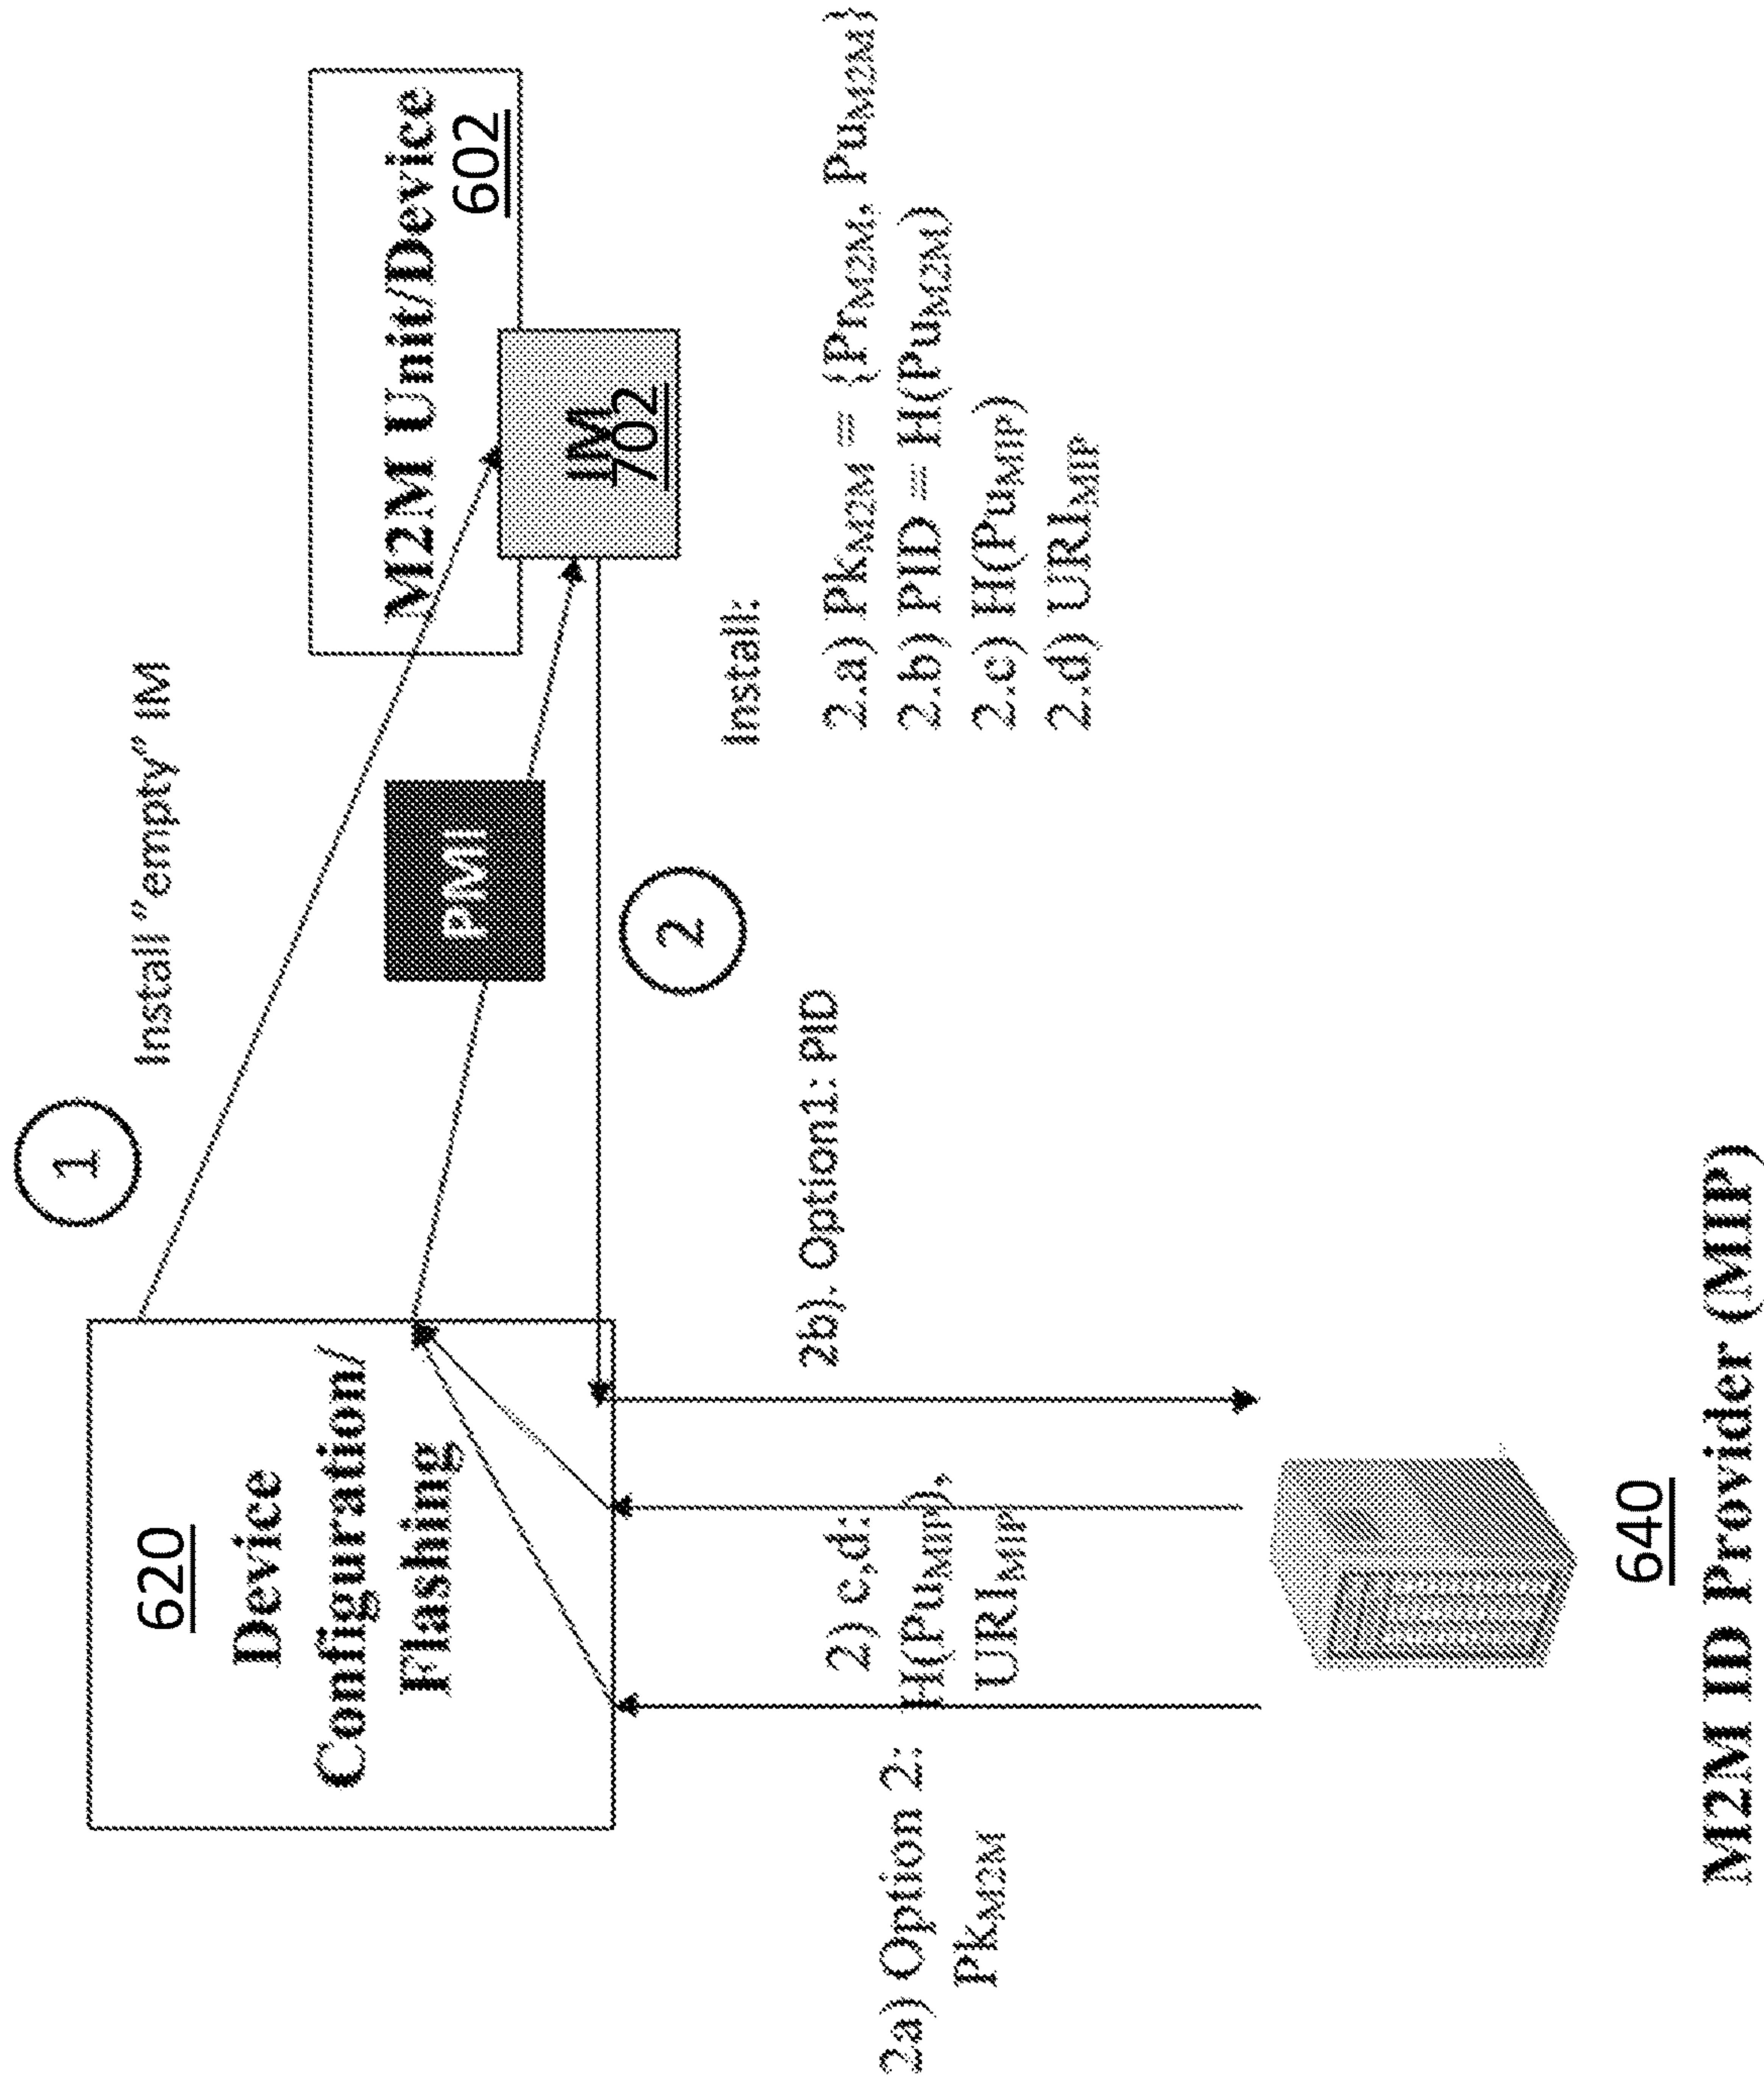 1
Install "empty" IM
620
Device
Configuration/
Flashing
M2M Unit/Device
602
PMI
IM
702
2
Install:
2.a) PkM2M = {PrM2M, PuM2M}
2.b) PID = H(PuM2M)
2.c) H(PuMIP)
2.d) URIMIP
2b). Option1: PID
2) c,d:
H(PuMIP),
URIMIP
2a) Option 2:
PkM2M
640
M2M ID Provider (MIP)